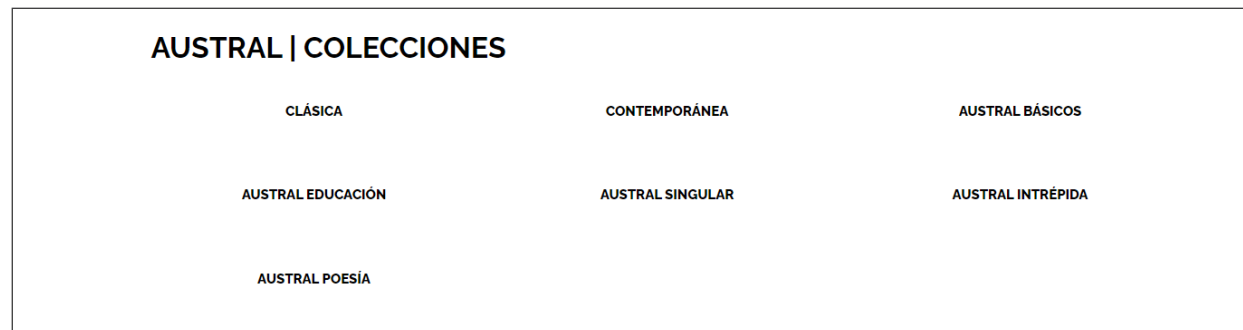 AUSTRAL | COLECCIONES
CLÁSICA CONTEMPORÁNEA AUSTRAL BÁSICOS
AUSTRAL EDUCACIÓN AUSTRAL SINGULAR AUSTRAL INTRÉPIDA
AUSTRAL POESÍA